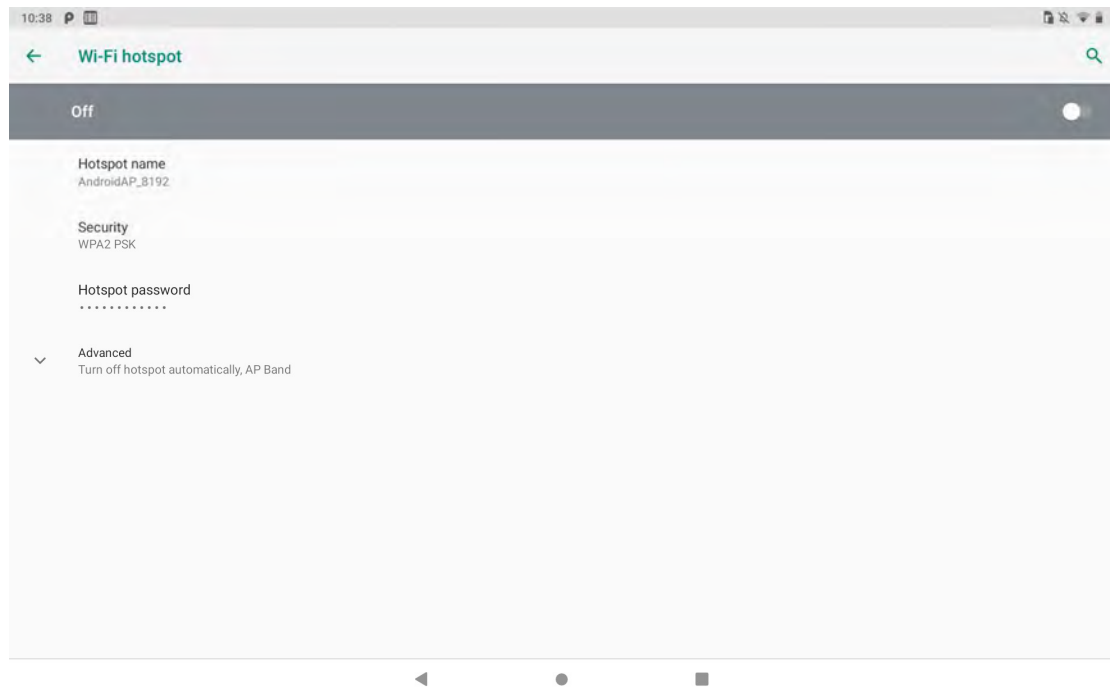 10:38
Wi-Fi hotspot
Off
Hotspot name
AndroidAP_8192
Security
WPA2 PSK
Hotspot password
············
Advanced
Turn off hotspot automatically, AP Band